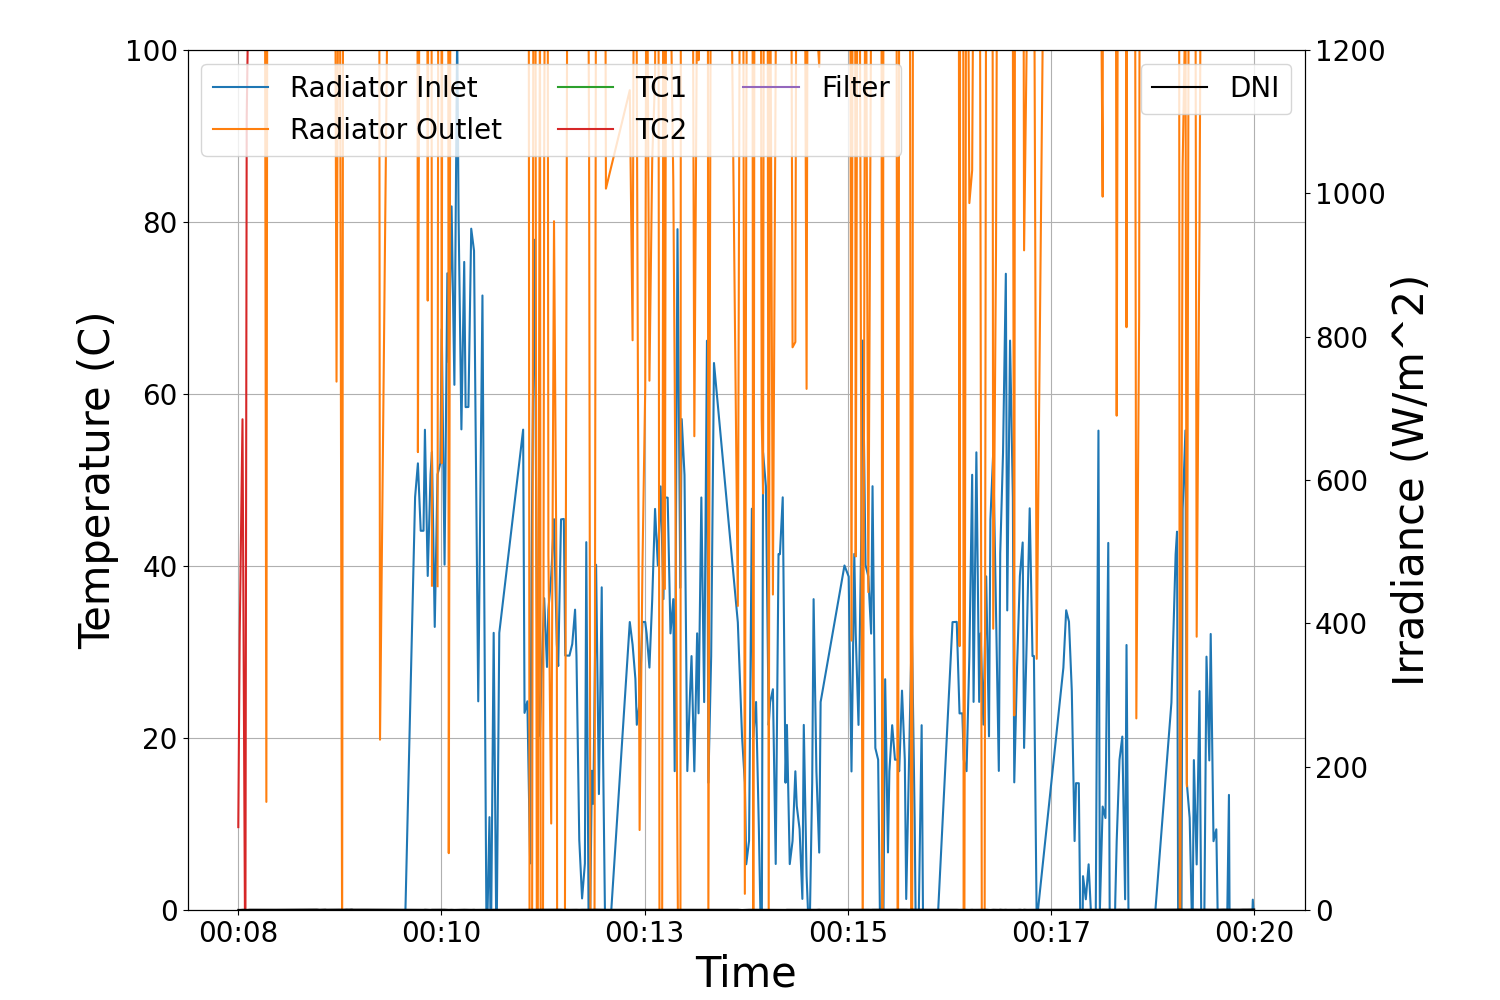 Radiator Inlet
Radiator Outlet
TC1
TC2
Filter
DNI
100
80
60
40
20
0
Temperature (C)
1200
1000
800
600
400
200
0
Irradiance (W/m^2)
00:08 00:10 00:13 00:15 00:17 00:20
Time